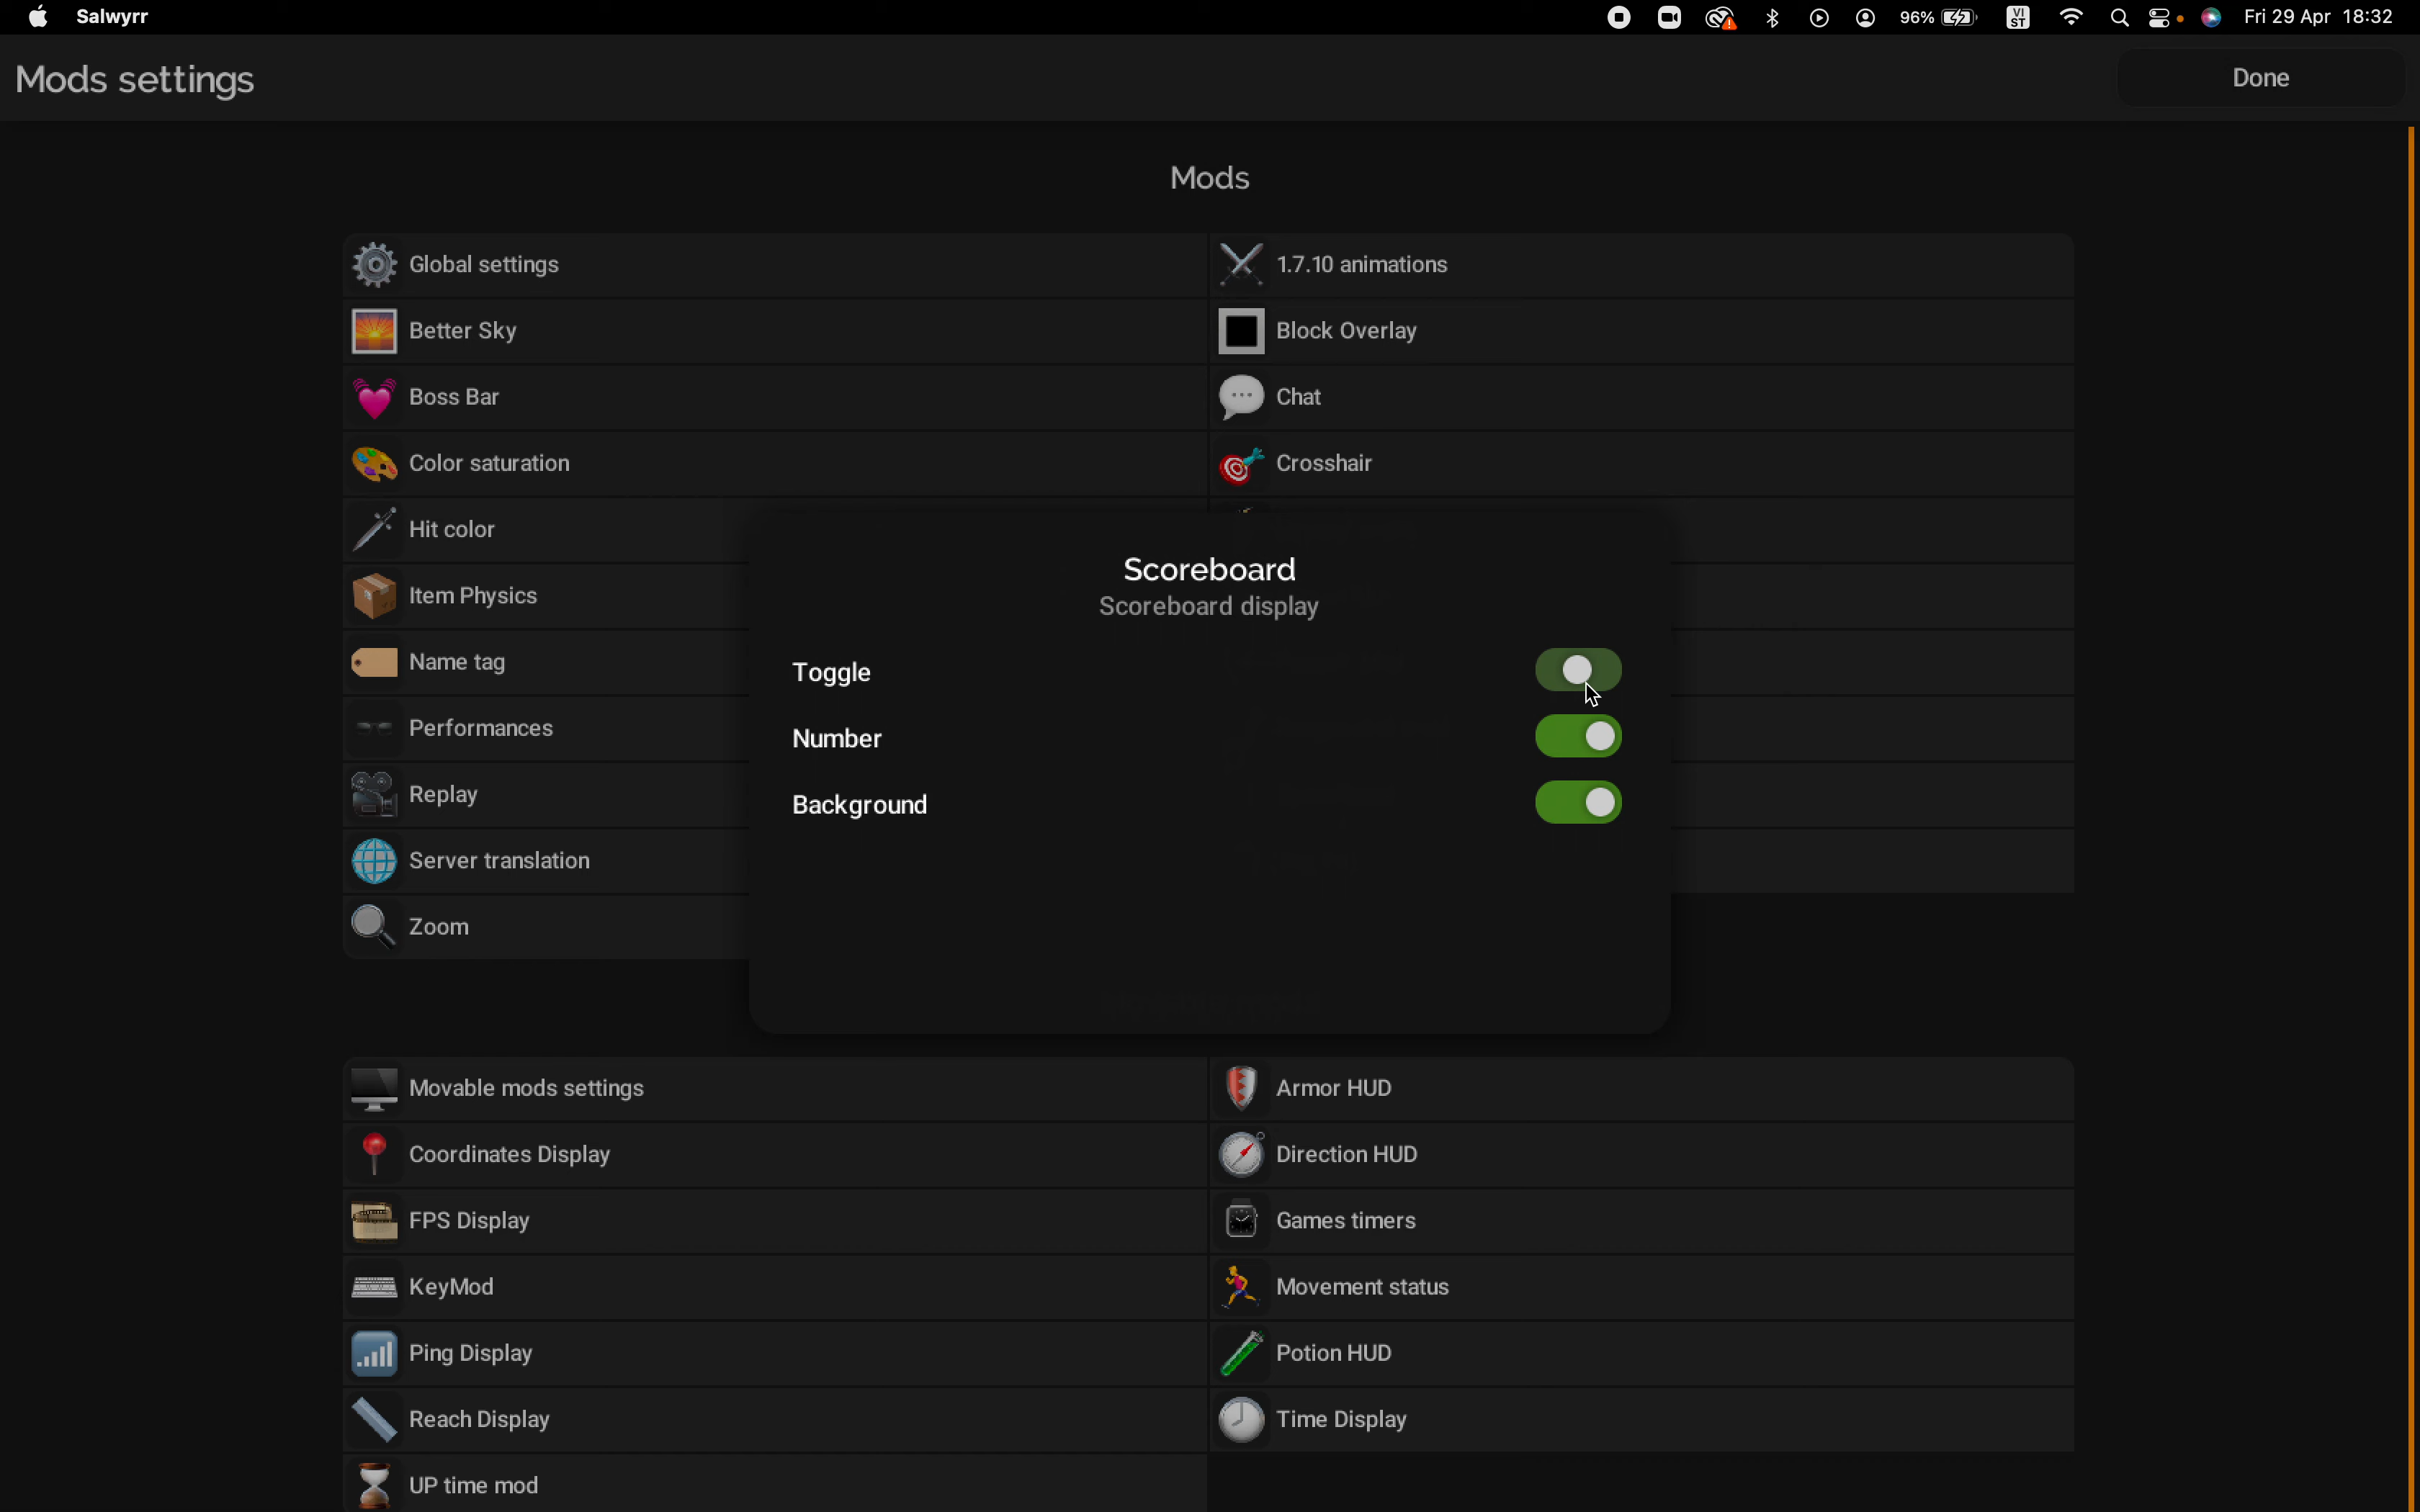 Salwyrr
96%
VI
ST
Fri 29 Apr 18:32
Mods settings
Done
Mods
Global settings
1.7.10 animations
Better Sky
Block Overlay
Boss Bar
Chat
Color saturation
Crosshair
Hit color
Item Physics
Name tag
Performances
Replay
Server translation
Zoom
Scoreboard
Scoreboard display
Toggle
Number
Background
Movable mods settings
Armor HUD
Coordinates Display
Direction HUD
FPS Display
Games timers
KeyMod
Movement status
Ping Display
Potion HUD
Reach Display
Time Display
UP time mod